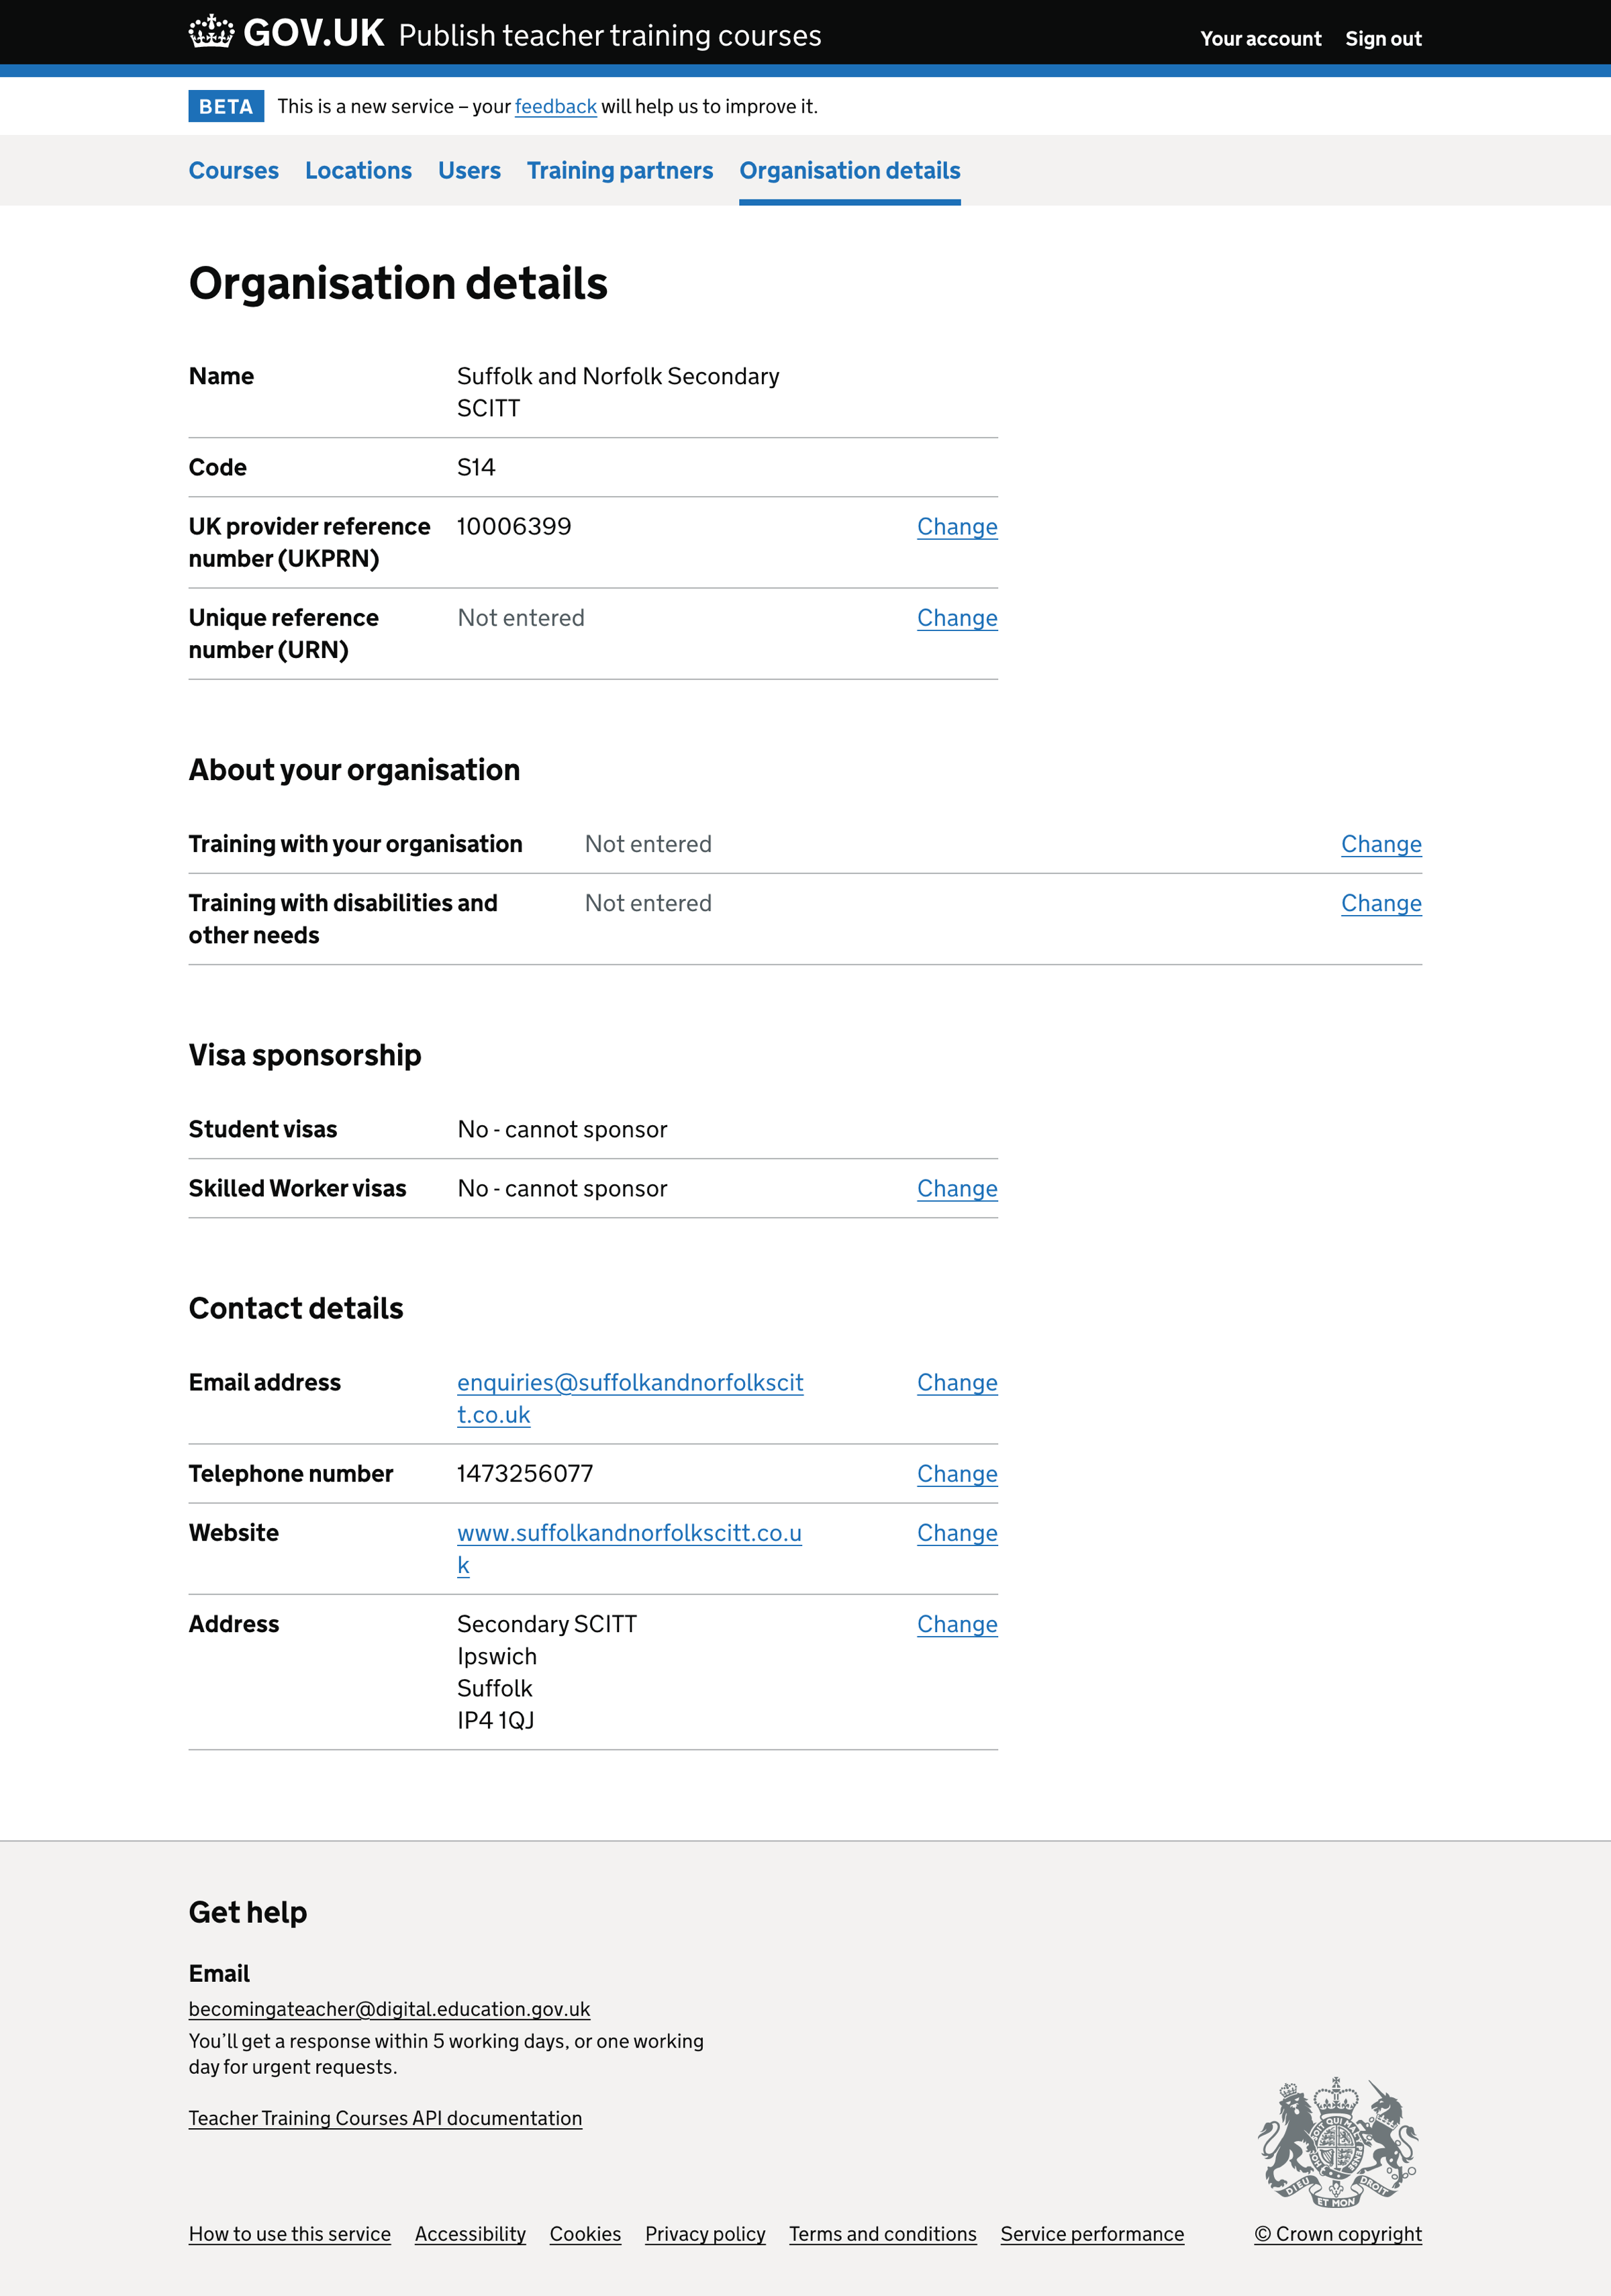 GOV.UK Publish teacher training courses Your account Sign out
BETA This is a new service – your feedback will help us to improve it.
Courses Locations Users Training partners Organisation details
Organisation details
Name Suffolk and Norfolk Secondary
SCITT
Code S14
UK provider reference 10006399 Change
number (UKPRN)
Unique reference Not entered Change
number (URN)
About your organisation
Training with your organisation Not entered Change
Training with disabilities and Not entered Change
other needs
Visa sponsorship
Student visas No - cannot sponsor
Skilled Worker visas No - cannot sponsor Change
Contact details
Email address enquiries@suffolkandnorfolkscit Change
t.co.uk
Telephone number 1473256077 Change
Website www.suffolkandnorfolkscitt.co.u Change
k
Address Secondary SCITT Change
Ipswich
Suffolk
IP4 1QJ
Get help
Email
becomingateacher@digital.education.gov.uk
You’ll get a response within 5 working days, or one working
day for urgent requests.
Teacher Training Courses API documentation
DIEU ET MON DROIT
How to use this service Accessibility Cookies Privacy policy Terms and conditions Service performance © Crown copyright